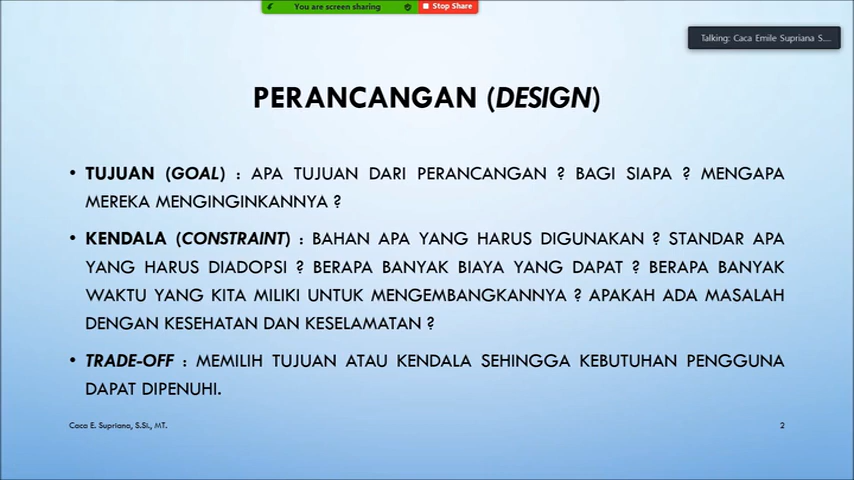 You are screen sharing
Stop Share
Talking: Caca Emile Supriana S....
PERANCANGAN (DESIGN)
• TUJUAN (GOAL) : APA TUJUAN DARI PERANCANGAN ? BAGI SIAPA ? MENGAPA
MEREKA MENGINGINKANNYA ?
• KENDALA (CONSTRAINT) : BAHAN APA YANG HARUS DIGUNAKAN ? STANDAR APA
YANG HARUS DIADOPSI ? BERAPA BANYAK BIAYA YANG DAPAT ? BERAPA BANYAK
WAKTU YANG KITA MILIKI UNTUK MENGEMBANGKANNYA ? APAKAH ADA MASALAH
DENGAN KESEHATAN DAN KESELAMATAN ?
• TRADE-OFF : MEMILIH TUJUAN ATAU KENDALA SEHINGGA KEBUTUHAN PENGGUNA
DAPAT DIPENUHI.
Caca E. Supriana, S.Si., MT.
2